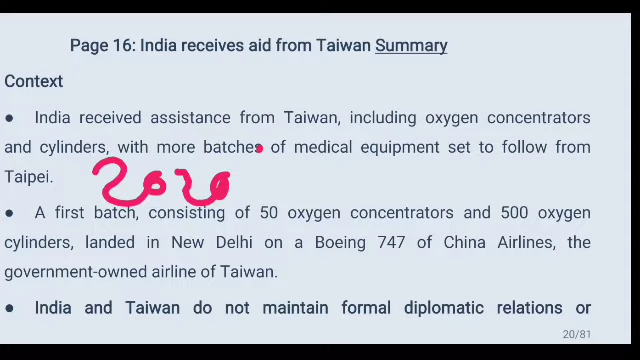 Page 16: India receives aid from Taiwan Summary
Context
● India received assistance from Taiwan, including oxygen concentrators
and cylinders, with more batches of medical equipment set to follow from
2020
Taipei.
● A first batch, consisting of 50 oxygen concentrators and 500 oxygen
cylinders, landed in New Delhi on a Boeing 747 of China Airlines, the
government-owned airline of Taiwan.
● India and Taiwan do not maintain formal diplomatic relations or
20/81